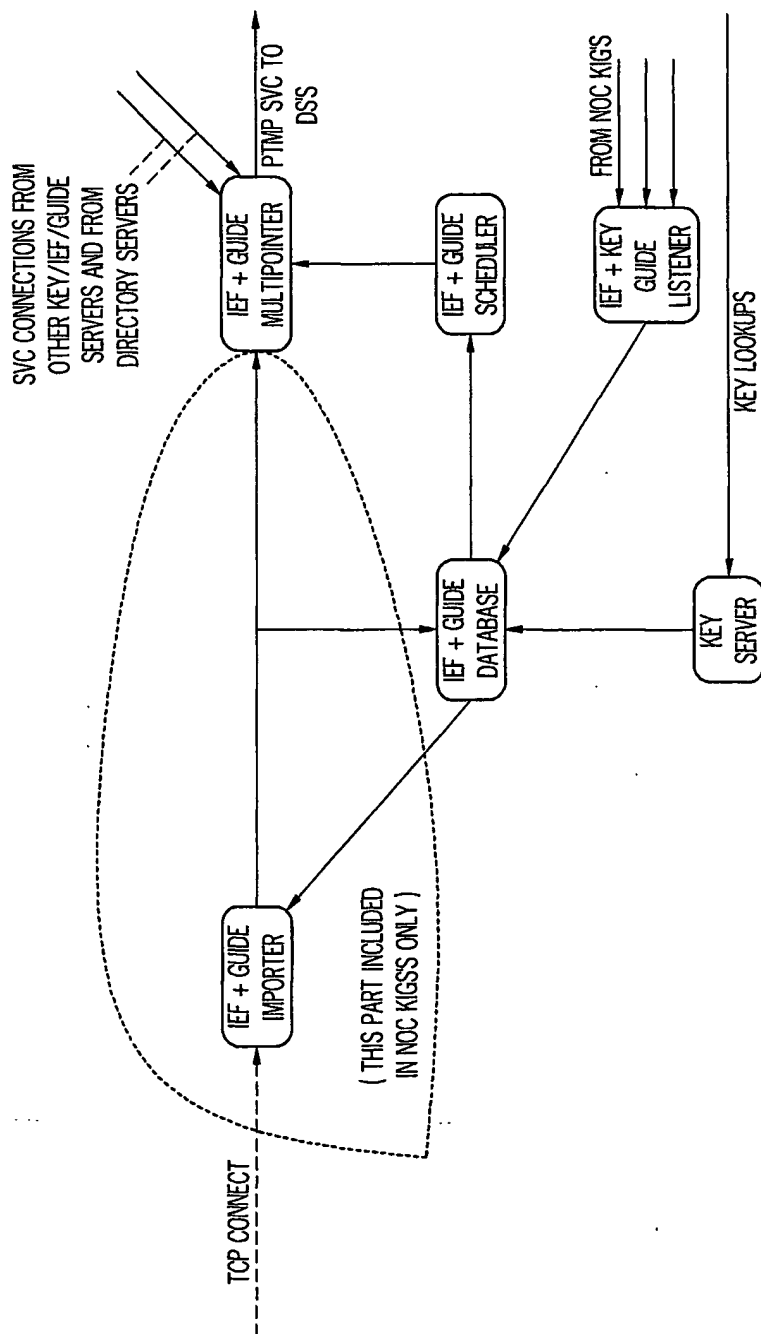 SVC CONNECTIONS FROM
OTHER KEY/IEF/GUIDE
SERVERS AND FROM
DIRECTORY SERVERS
TCP CONNECT
IEF + GUIDE
IMPORTER
IEF + GUIDE
MULTIPOINTER
PTMP SVC TO
DS'S
( THIS PART INCLUDED
IN NOC KIGS'S ONLY )
IEF + GUIDE
DATABASE
IEF + GUIDE
SCHEDULER
IEF + KEY
GUIDE
LISTENER
FROM NOC KIG'S
KEY
SERVER
KEY LOOKUPS